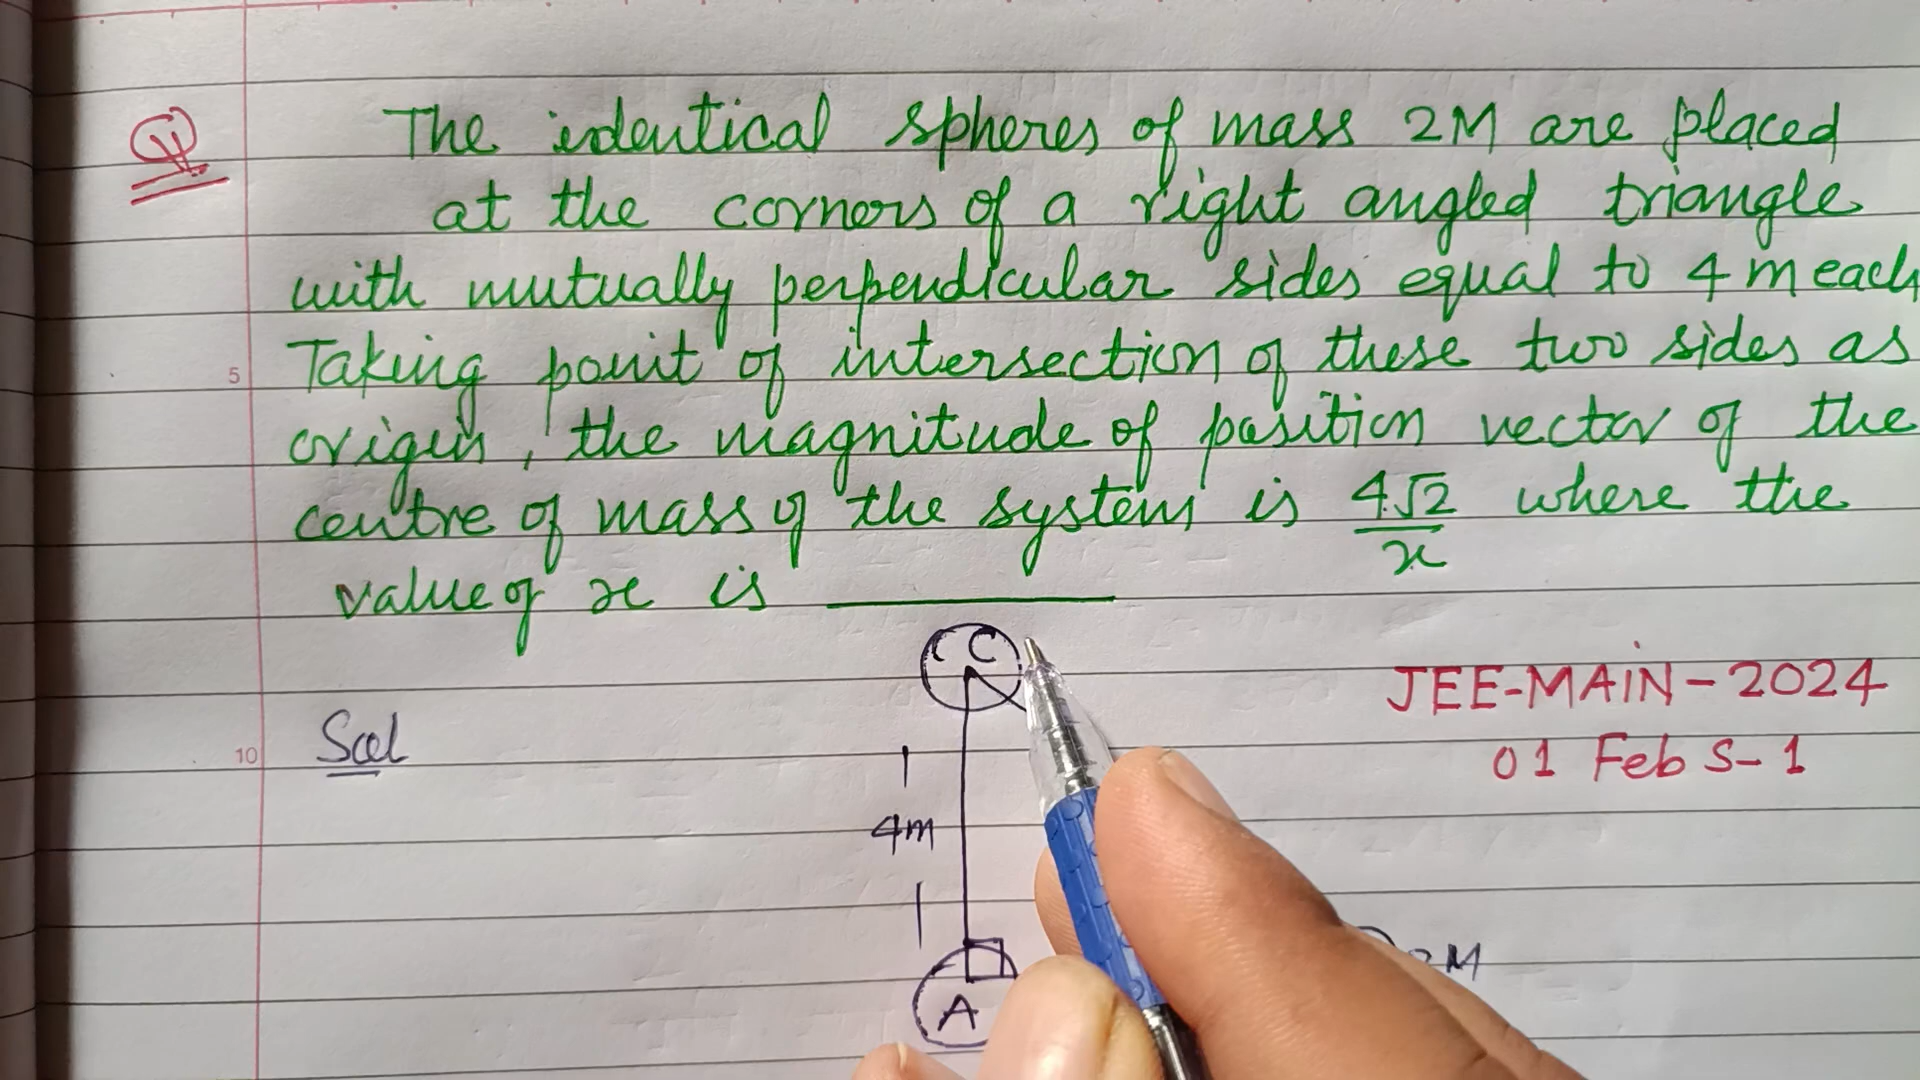 Q
The identical spheres of mass 2M are placed
at the corners of a right angled triangle
with mutually perpendicular sides equal to 4 m each
Taking point of intersection of these two sides as
origin, the magnitude of position vector of the
centre of mass of the system is 4√2/x where the
value of x is ________
Sol
C
JEE-MAIN-2024
01 Feb S-1
4m
A
5
10